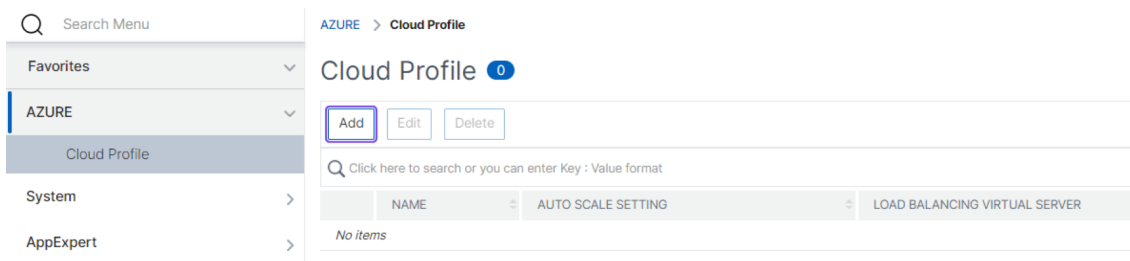 Search Menu
AZURE > Cloud Profile
Favorites
Cloud Profile 0
AZURE
Add Edit Delete
Cloud Profile
Click here to search or you can enter Key : Value format
System
NAME AUTO SCALE SETTING LOAD BALANCING VIRTUAL SERVER
No items
AppExpert